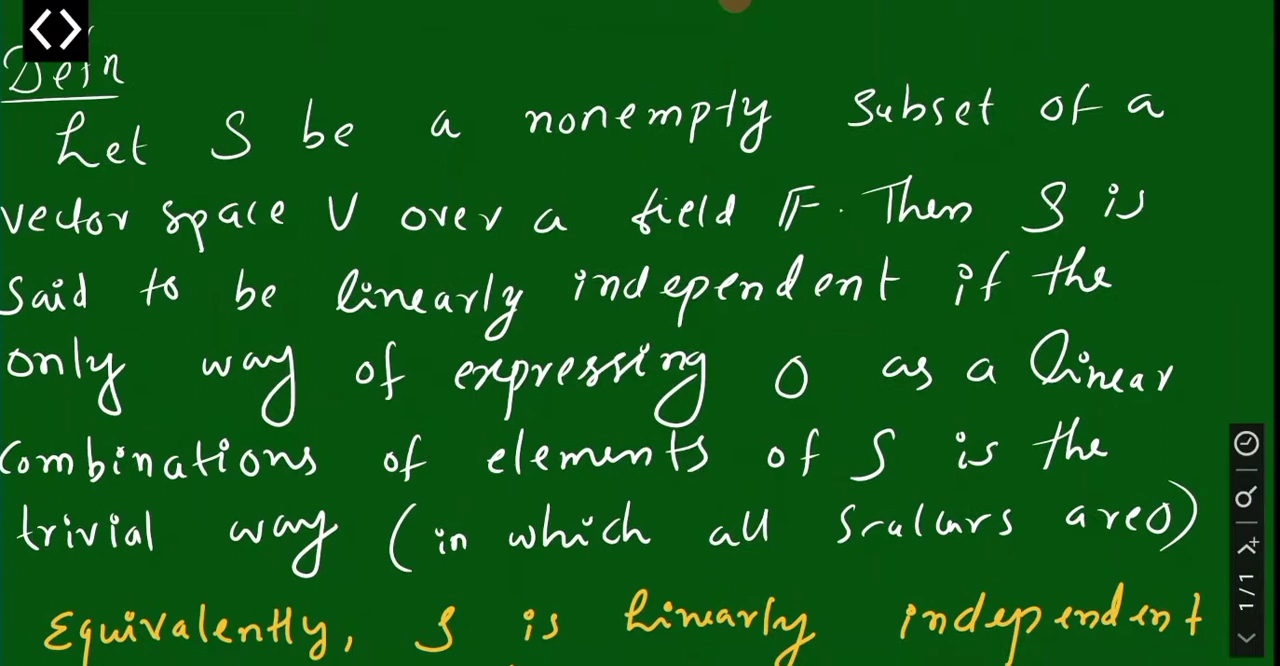 Defn
Let S be a nonempty subset of a
vector space V over a field F. Then S is
said to be linearly independent if the
only way of expressing 0 as a linear
combinations of elements of S is the
trivial way (in which all scalars are 0)
Equivalently, S is linearly independent
1/1